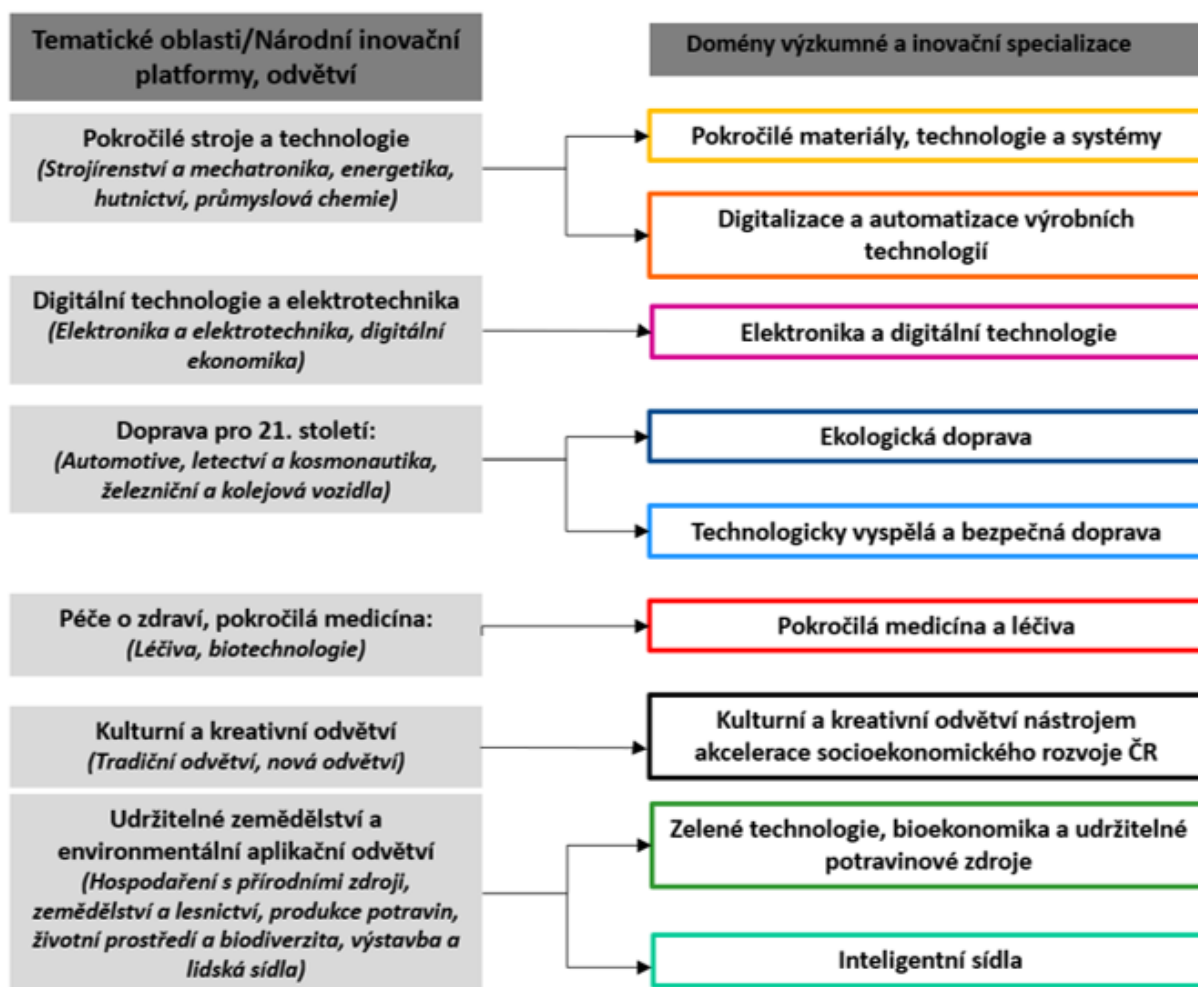 Tematické oblasti/Národní inovační
platformy, odvětví
Domény výzkumné a inovační specializace
Pokročilé stroje a technologie
(Strojírenství a mechatronika, energetika,
hutnictví, průmyslová chemie)
Pokročilé materiály, technologie a systémy
Digitalizace a automatizace výrobních
technologií
Digitální technologie a elektrotechnika
(Elektronika a elektrotechnika, digitální
ekonomika)
Elektronika a digitální technologie
Doprava pro 21. století:
(Automotive, letectví a kosmonautika,
železniční a kolejová vozidla)
Ekologická doprava
Technologicky vyspělá a bezpečná doprava
Péče o zdraví, pokročilá medicína:
(Léčiva, biotechnologie)
Pokročilá medicína a léčiva
Kulturní a kreativní odvětví
(Tradiční odvětví, nová odvětví)
Kulturní a kreativní odvětví nástrojem
akcelerace socioekonomického rozvoje ČR
Udržitelné zemědělství a
environmentální aplikační odvětví
(Hospodaření s přírodními zdroji,
zemědělství a lesnictví, produkce potravin,
životní prostředí a biodiverzita, výstavba a
lidská sídla)
Zelené technologie, bioekonomika a udržitelné
potravinové zdroje
Inteligentní sídla